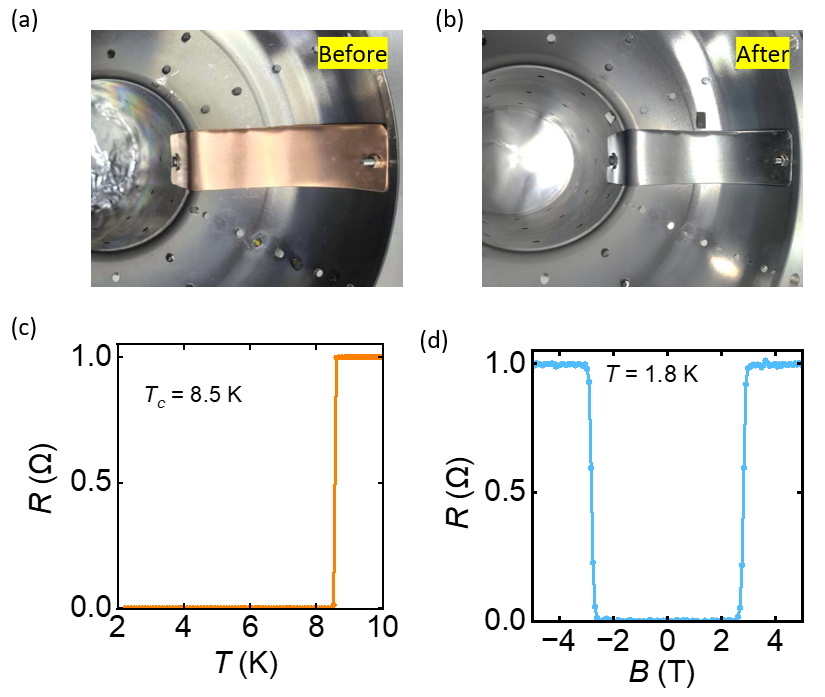 (a)
Before
(b)
After
(c)
1.0
0.5
0.0
R (Ω)
T_c = 8.5 K
2 4 6 8 10
T (K)
(d)
1.0
0.5
0.0
R (Ω)
T = 1.8 K
−4 −2 0 2 4
B (T)